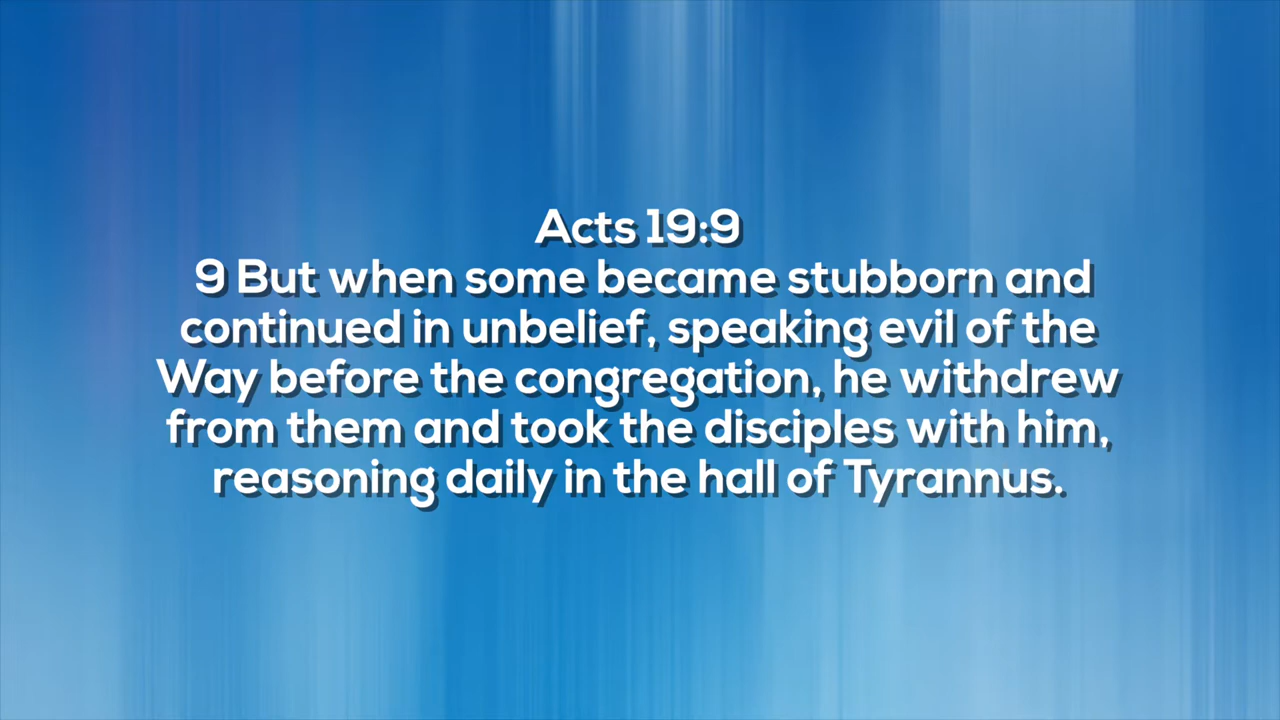 Acts 19:9
9 But when some became stubborn and
continued in unbelief, speaking evil of the
Way before the congregation, he withdrew
from them and took the disciples with him,
reasoning daily in the hall of Tyrannus.